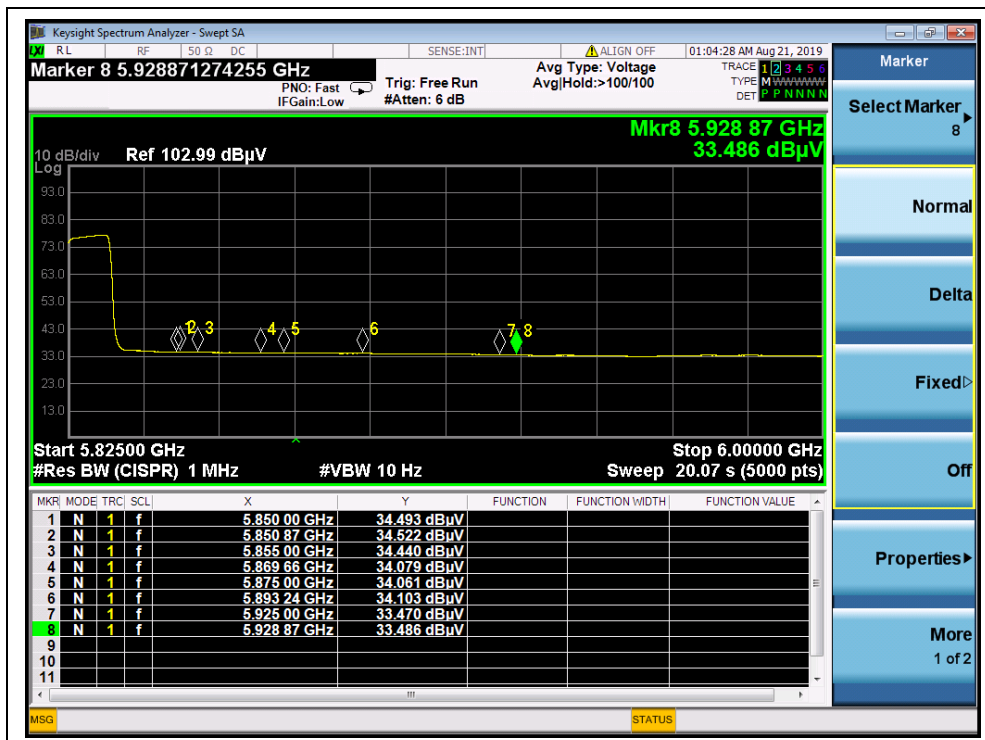 Keysight Spectrum Analyzer - Swept SA
LXI RL RF 50 Ω DC SENSE:INT ALIGN OFF 01:04:28 AM Aug 21, 2019
Marker 8 5.928871274255 GHz
PNO: Fast
IFGain:Low
Trig: Free Run
#Atten: 6 dB
Avg Type: Voltage
Avg|Hold:>100/100
TRACE 1 2 3 4 5 6
TYPE M W W W W W
DET P P N N N N
Mkr8 5.928 87 GHz
33.486 dBµV
10 dB/div Ref 102.99 dBµV
Log
93.0
83.0
73.0
63.0
53.0
43.0
33.0
23.0
13.0
1 2 3 4 5 6 7 8
Start 5.82500 GHz Stop 6.00000 GHz
#Res BW (CISPR) 1 MHz #VBW 10 Hz Sweep 20.07 s (5000 pts)
MKR MODE TRC SCL X Y FUNCTION FUNCTION WIDTH FUNCTION VALUE
1 N 1 f 5.850 00 GHz 34.493 dBµV
2 N 1 f 5.850 87 GHz 34.522 dBµV
3 N 1 f 5.855 00 GHz 34.440 dBµV
4 N 1 f 5.869 66 GHz 34.079 dBµV
5 N 1 f 5.875 00 GHz 34.061 dBµV
6 N 1 f 5.893 24 GHz 34.103 dBµV
7 N 1 f 5.925 00 GHz 33.470 dBµV
8 N 1 f 5.928 87 GHz 33.486 dBµV
9
10
11
MSG STATUS
Marker
Select Marker
8
Normal
Delta
Fixed
Off
Properties
More
1 of 2